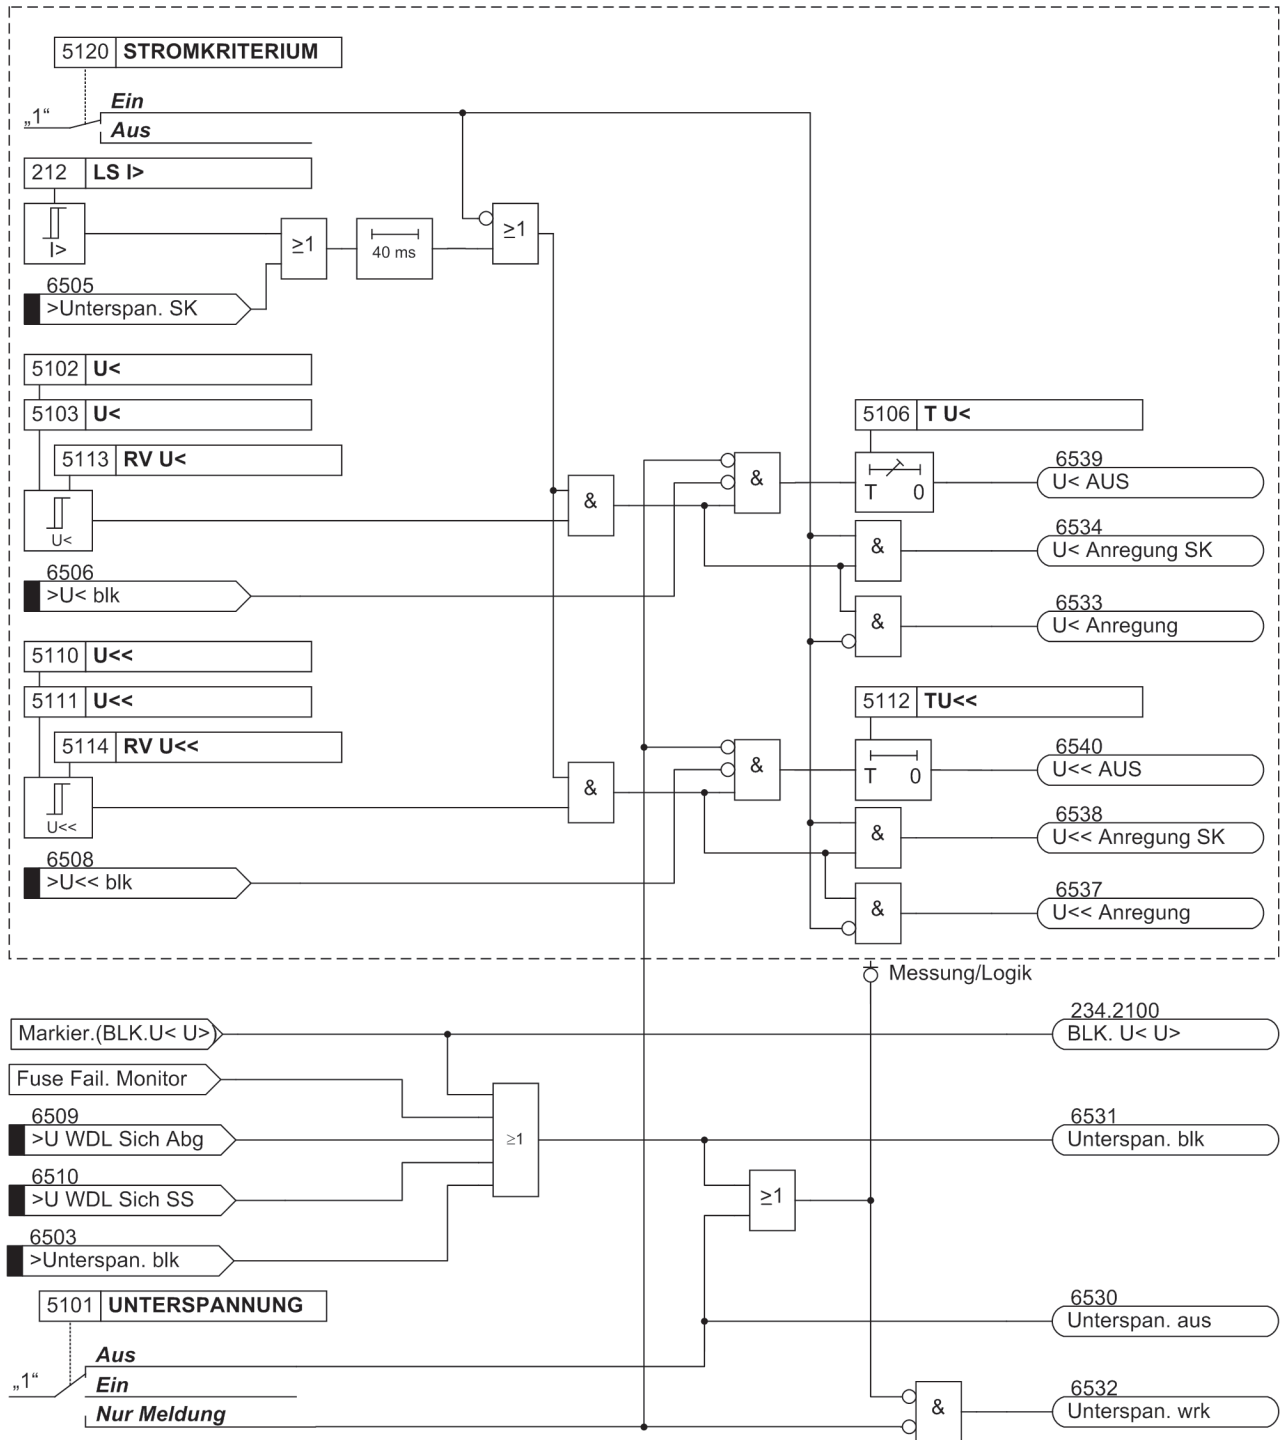 5120 STROMKRITERIUM
„1“
Ein
Aus
212 LS I>
I>
≥1
40 ms
≥1
6505
>Unterspan. SK
5102 U<
5103 U<
5113 RV U<
U<
&
&
5106 T U<
T 0
6539
U< AUS
&
6534
U< Anregung SK
6506
>U< blk
&
6533
U< Anregung
5110 U<<
5111 U<<
5114 RV U<<
U<<
&
&
5112 TU<<
T 0
6540
U<< AUS
&
6538
U<< Anregung SK
6508
>U<< blk
&
6537
U<< Anregung
Messung/Logik
Markier.(BLK.U< U>)
234.2100
BLK. U< U>
Fuse Fail. Monitor
6509
>U WDL Sich Abg
≥1
6531
Unterspan. blk
6510
>U WDL Sich SS
≥1
6503
>Unterspan. blk
5101 UNTERSPANNUNG
6530
Unterspan. aus
„1“
Aus
Ein
Nur Meldung
&
6532
Unterspan. wrk